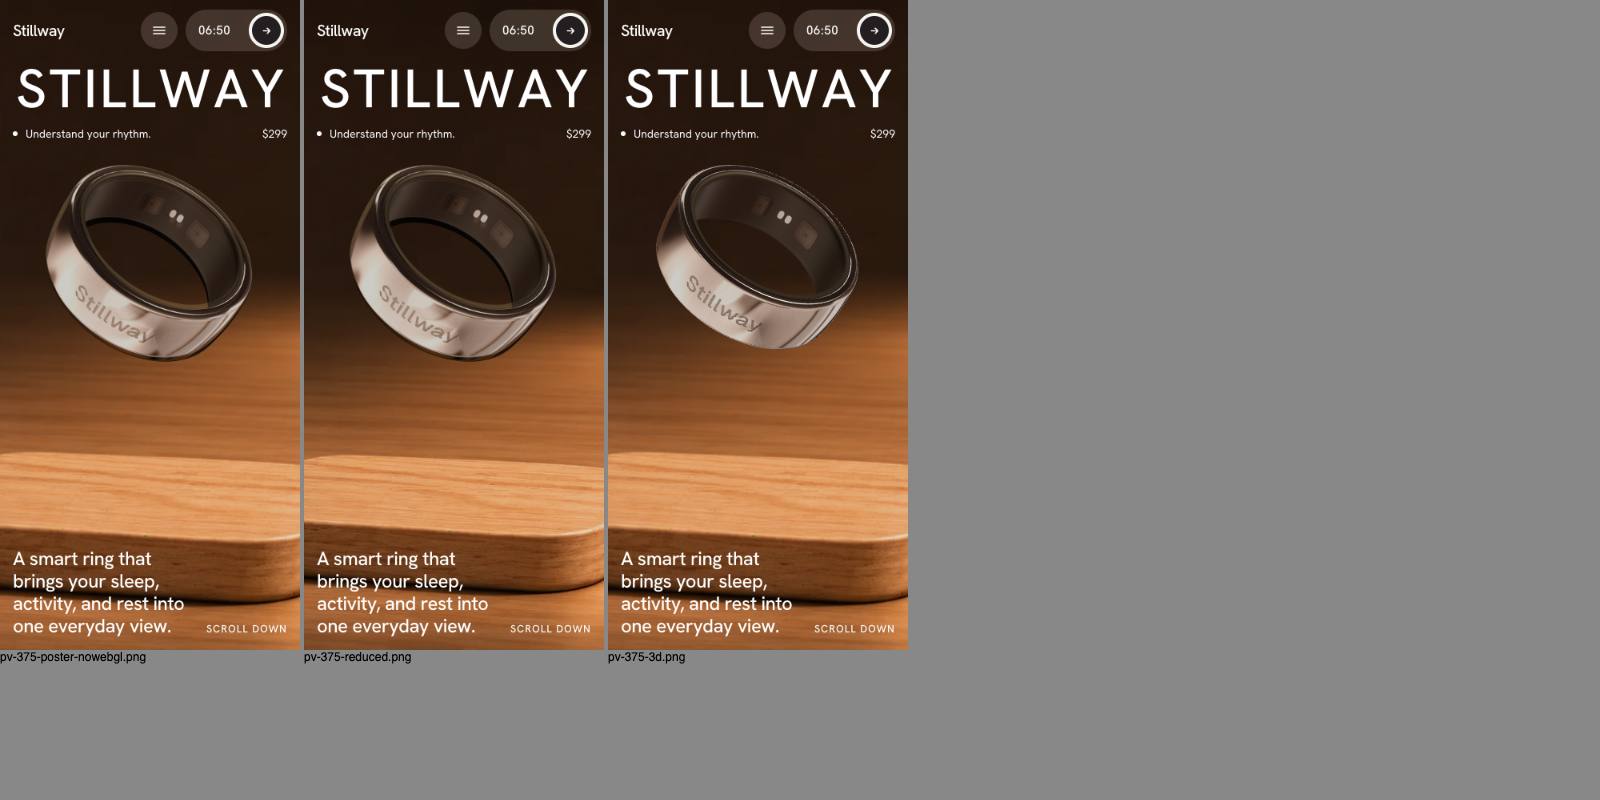 Stillway
06:50
STILLWAY
Understand your rhythm.
$299
Stillway
A smart ring that
brings your sleep,
activity, and rest into
one everyday view.
SCROLL DOWN
pv-375-poster-nowebgl.png
Stillway
06:50
STILLWAY
Understand your rhythm.
$299
Stillway
A smart ring that
brings your sleep,
activity, and rest into
one everyday view.
SCROLL DOWN
pv-375-reduced.png
Stillway
06:50
STILLWAY
Understand your rhythm.
$299
Stillway
A smart ring that
brings your sleep,
activity, and rest into
one everyday view.
SCROLL DOWN
pv-375-3d.png